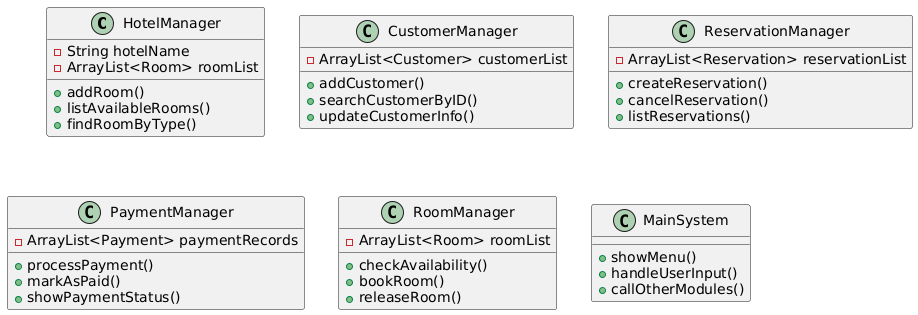 C HotelManager
String hotelName
ArrayList<Room> roomList
addRoom()
listAvailableRooms()
findRoomByType()
C CustomerManager
ArrayList<Customer> customerList
addCustomer()
searchCustomerByID()
updateCustomerInfo()
C ReservationManager
ArrayList<Reservation> reservationList
createReservation()
cancelReservation()
listReservations()
C PaymentManager
ArrayList<Payment> paymentRecords
processPayment()
markAsPaid()
showPaymentStatus()
C RoomManager
ArrayList<Room> roomList
checkAvailability()
bookRoom()
releaseRoom()
C MainSystem
showMenu()
handleUserInput()
callOtherModules()